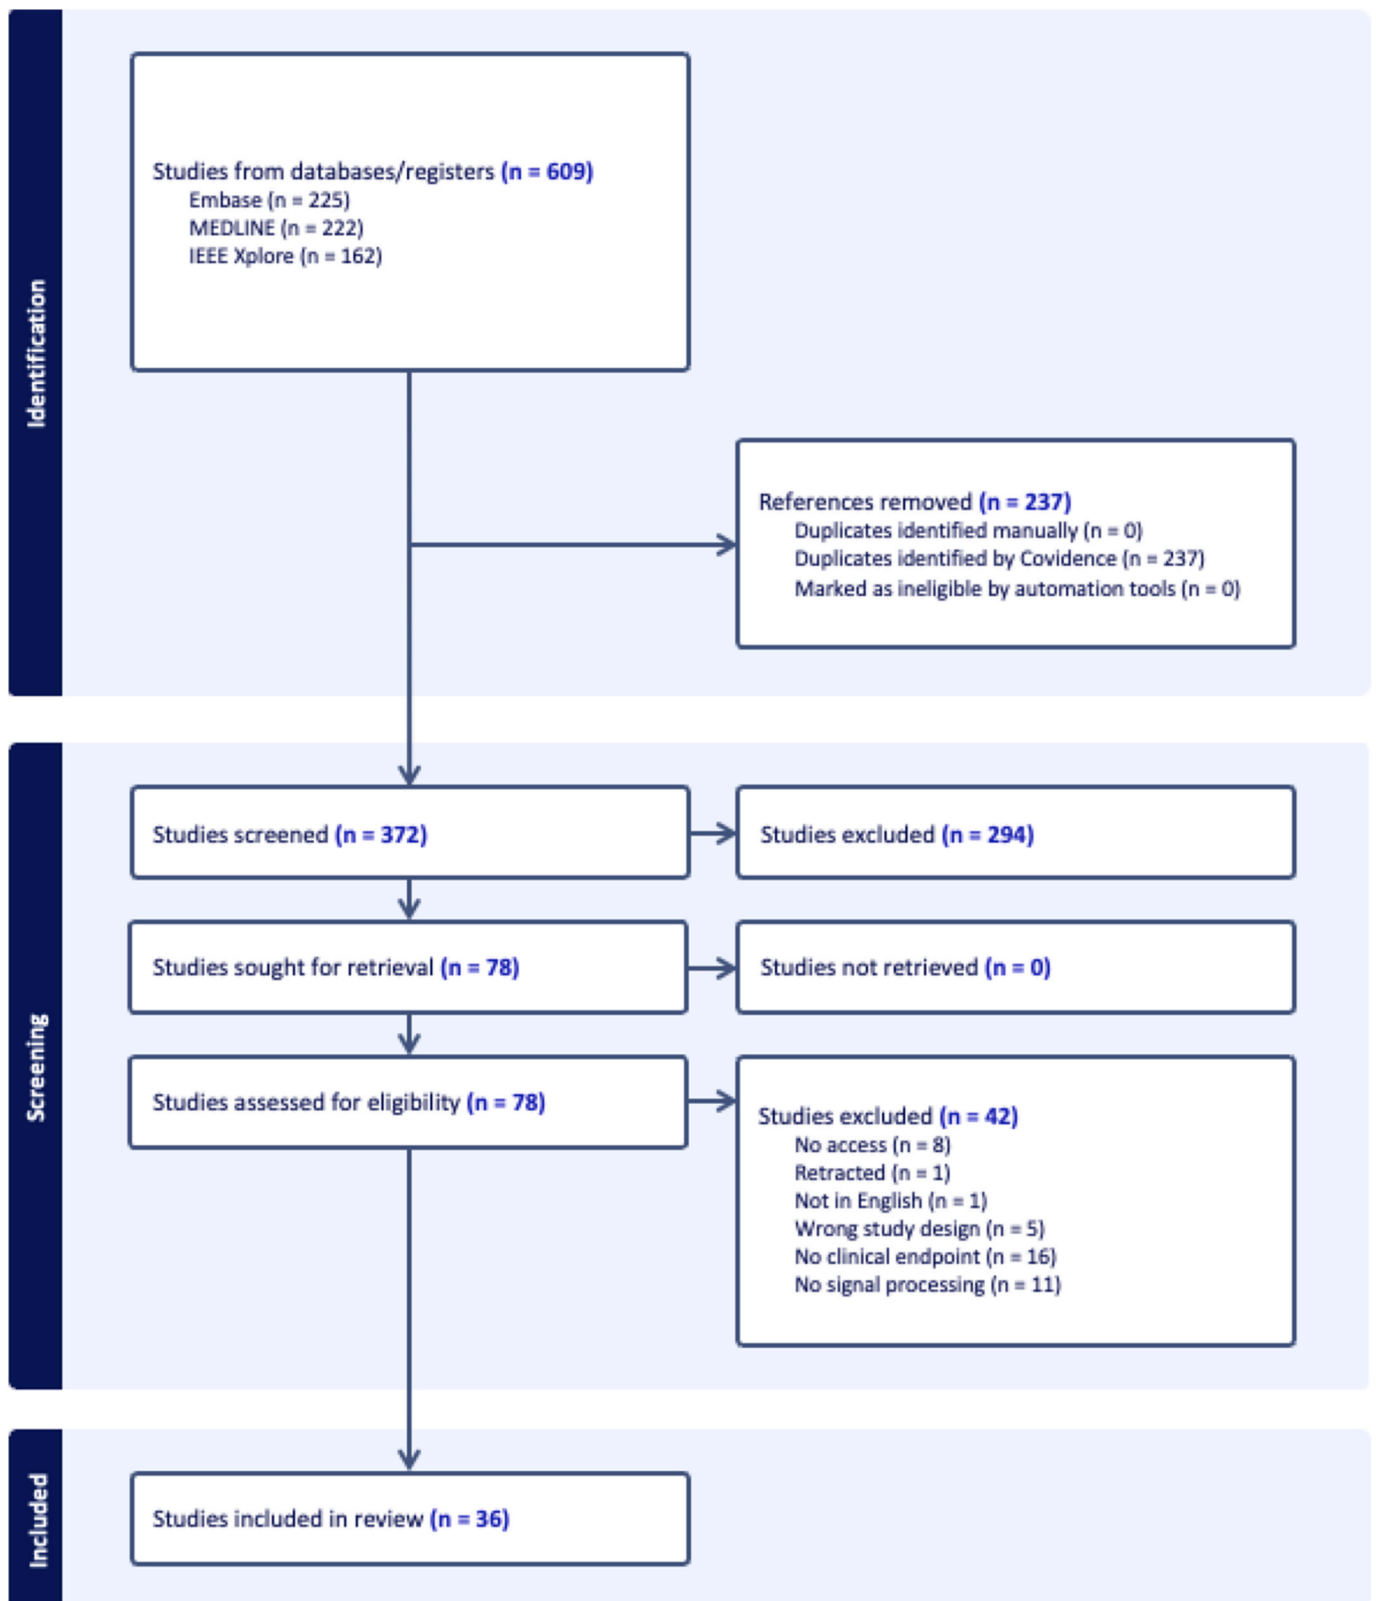 Identification
Studies from databases/registers (n = 609)
Embase (n = 225)
MEDLINE (n = 222)
IEEE Xplore (n = 162)
References removed (n = 237)
Duplicates identified manually (n = 0)
Duplicates identified by Covidence (n = 237)
Marked as ineligible by automation tools (n = 0)
Screening
Studies screened (n = 372)
Studies excluded (n = 294)
Studies sought for retrieval (n = 78)
Studies not retrieved (n = 0)
Studies assessed for eligibility (n = 78)
Studies excluded (n = 42)
No access (n = 8)
Retracted (n = 1)
Not in English (n = 1)
Wrong study design (n = 5)
No clinical endpoint (n = 16)
No signal processing (n = 11)
Included
Studies included in review (n = 36)